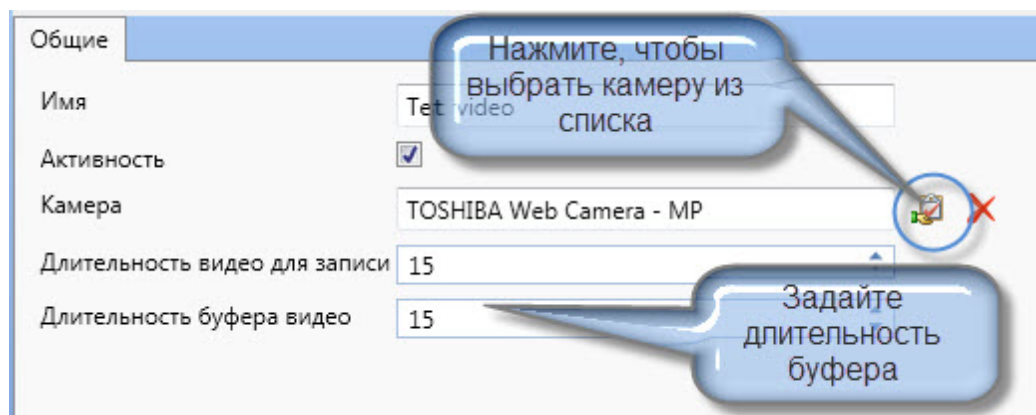 Общие
Нажмите, чтобы
выбрать камеру из
списка
Имя
Tet video
Активность
Камера
TOSHIBA Web Camera - MP
Длительность видео для записи
15
Длительность буфера видео
15
Задайте
длительность
буфера